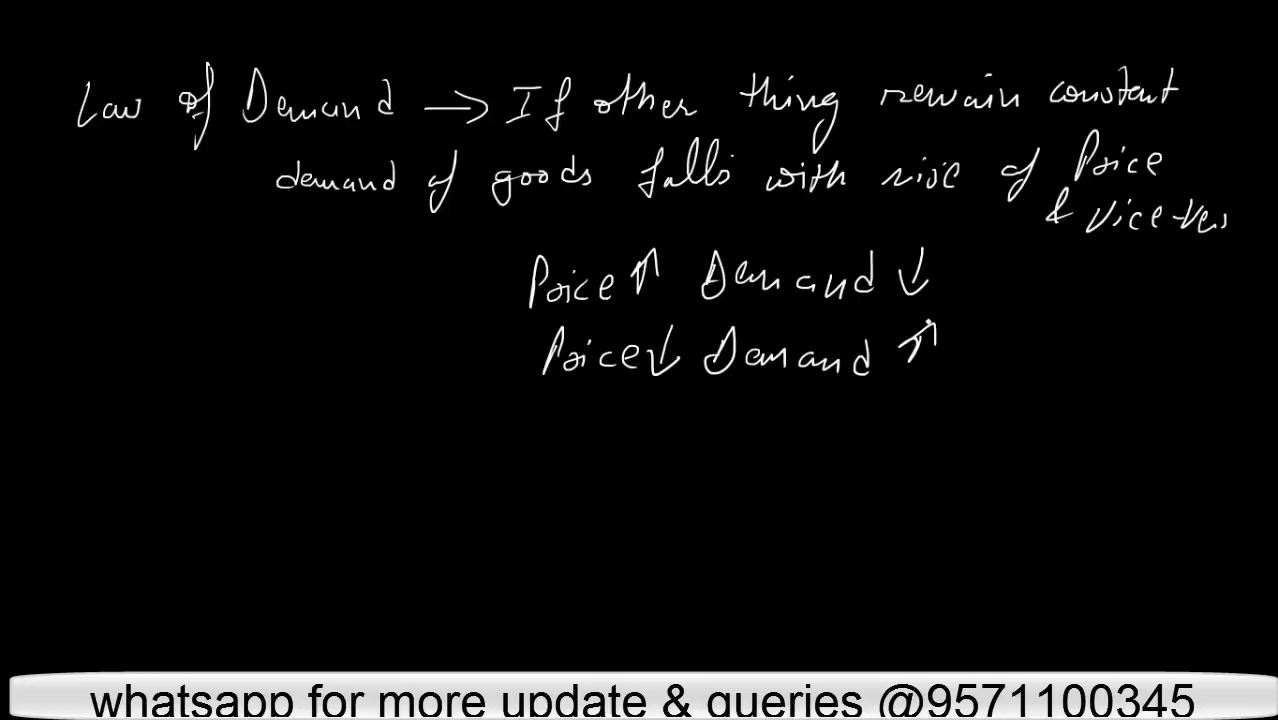 Law of Demand → If other thing remain constant
demand of goods falls with rise of Price
& vice-vers
Price ↑ Demand ↓
Price ↓ Demand ↑
whatsapp for more update & queries @9571100345